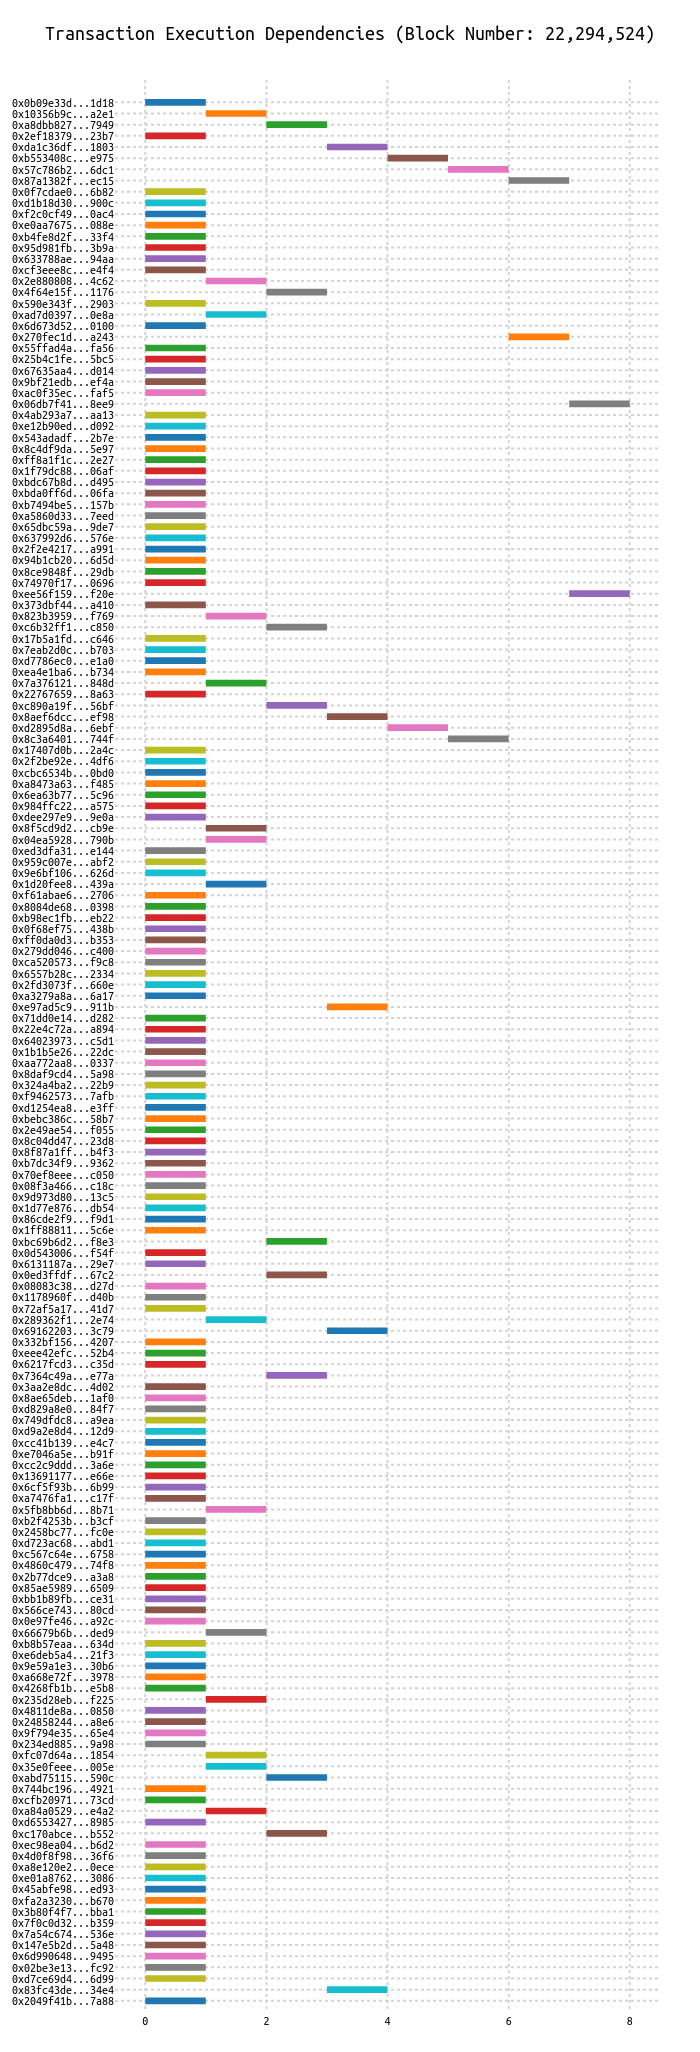 Transaction Execution Dependencies (Block Number: 22,294,524)
0x0b09e33d...1d18
0x10356b9c...a2e1
0xa8dbb827...7949
0x2ef18379...23b7
0xda1c36df...1803
0xb553408c...e975
0x57c786b2...6dc1
0x87a1382f...ec15
0x0f7cdae0...6b82
0xd1b18d30...900c
0xf2c0cf49...0ac4
0xe0aa7675...088e
0xb4fe8d2f...33f4
0x95d981fb...3b9a
0x633788ae...94aa
0xcf3eee8c...e4f4
0x2e880808...4c62
0x4f64e15f...1176
0x590e343f...2903
0xad7d0397...0e8a
0x6d673d52...0100
0x270fec1d...a243
0x55ffad4a...fa56
0x25b4c1fe...5bc5
0x67635aa4...d014
0x9bf21edb...ef4a
0xac0f35ec...faf5
0x06db7f41...8ee9
0x4ab293a7...aa13
0xe12b90ed...d092
0x543adadf...2b7e
0x8c4df9da...5e97
0xff8a1f1c...2e27
0x1f79dc88...06af
0xbdc67b8d...d495
0xbda0ff6d...06fa
0xb7494be5...157b
0xa5860d33...7eed
0x65dbc59a...9de7
0x637992d6...576e
0x2f2e4217...a991
0x94b1cb20...6d5d
0x8ce9848f...29db
0x74970f17...0696
0xee56f159...f20e
0x373dbf44...a410
0x823b3959...f769
0xc6b32ff1...c850
0x17b5a1fd...c646
0x7eab2d0c...b703
0xd7786ec0...e1a0
0xea4e1ba6...b734
0x7a376121...848d
0x22767659...8a63
0xc890a19f...56bf
0x8aef6dcc...ef98
0xd2895d8a...6ebf
0x8c3a6401...744f
0x17407d0b...2a4c
0x2f2be92e...4df6
0xcbc6534b...0bd0
0xa8473a63...f485
0x6ea63b77...5c96
0x984ffc22...a575
0xdee297e9...9e0a
0x8f5cd9d2...cb9e
0x04ea5928...790b
0xed3dfa31...e144
0x959c007e...abf2
0x9e6bf106...626d
0x1d20fee8...439a
0xf61abae6...2706
0x8084de68...0398
0xb98ec1fb...eb22
0x0f68ef75...438b
0xff0da0d3...b353
0x279dd046...c400
0xca520573...f9c8
0x6557b28c...2334
0x2fd3073f...660e
0xa3279a8a...6a17
0xe97ad5c9...911b
0x71dd0e14...d282
0x22e4c72a...a894
0x64023973...c5d1
0x1b1b5e26...22dc
0xaa772aa8...0337
0x8daf9cd4...5a98
0x324a4ba2...22b9
0xf9462573...7afb
0xd1254ea8...e3ff
0xbebc386c...58b7
0x2e49ae54...f055
0x8c04dd47...23d8
0x8f87a1ff...b4f3
0xb7dc34f9...9362
0x70ef8eee...c050
0x08f3a466...c18c
0x9d973d80...13c5
0x1d77e876...db54
0x86cde2f9...f9d1
0x1ff88811...5c6e
0xbc69b6d2...f8e3
0x0d543006...f54f
0x6131187a...29e7
0x0ed3ffdf...67c2
0x08083c38...d27d
0x1178960f...d40b
0x72af5a17...41d7
0x289362f1...2e74
0x69162203...3c79
0x332bf156...4207
0xeee42efc...52b4
0x6217fcd3...c35d
0x7364c49a...e77a
0x3aa2e8dc...4d02
0x8ae65deb...1af0
0xd829a8e0...84f7
0x749dfdc8...a9ea
0xd9a2e8d4...12d9
0xcc41b139...e4c7
0xe7046a5e...b91f
0xcc2c9ddd...3a6e
0x13691177...e66e
0x6cf5f93b...6b99
0xa7476fa1...c17f
0x5fb8bb6d...8b71
0xb2f4253b...b3cf
0x2458bc77...fc0e
0xd723ac68...abd1
0xc567c64e...6758
0x4860c479...74f8
0x2b77dce9...a3a8
0x85ae5989...6509
0xbb1b89fb...ce31
0x566ce743...80cd
0x0e97fe46...a92c
0x66679b6b...ded9
0xb8b57eaa...634d
0xe6deb5a4...21f3
0x9e59a1e3...30b6
0xa668e72f...3978
0x4268fb1b...e5b8
0x235d28eb...f225
0x4811de8a...0850
0x24858244...a8e6
0x9f794e35...65e4
0x234ed885...9a98
0xfc07d64a...1854
0x35e0feee...005e
0xabd75115...590c
0x744bc196...4921
0xcfb20971...73cd
0xa84a0529...e4a2
0xd6553427...8985
0xc170abce...b552
0xec98ea04...b6d2
0x4d0f8f98...36f6
0xa8e120e2...0ece
0xe01a8762...3086
0x45abfe98...ed93
0xfa2a3230...b670
0x3b80f4f7...bba1
0x7f0c0d32...b359
0x7a54c674...536e
0x147e5b2d...5a48
0x6d990648...9495
0x02be3e13...fc92
0xd7ce69d4...6d99
0x83fc43de...34e4
0x2049f41b...7a88
0 2 4 6 8